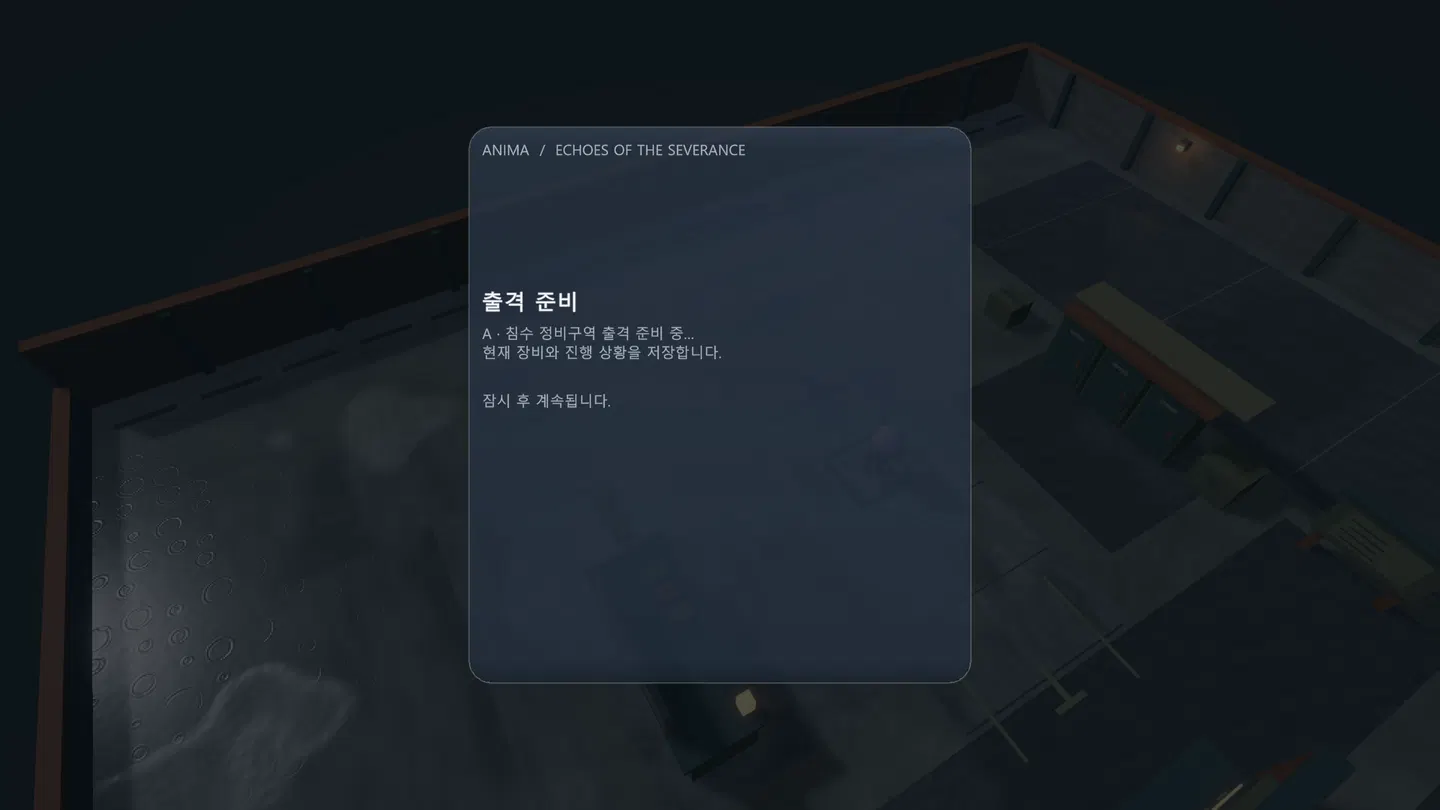 ANIMA / ECHOES OF THE SEVERANCE
출격 준비
A · 침수 정비구역 출격 준비 중...
현재 장비와 진행 상황을 저장합니다.
잠시 후 계속됩니다.